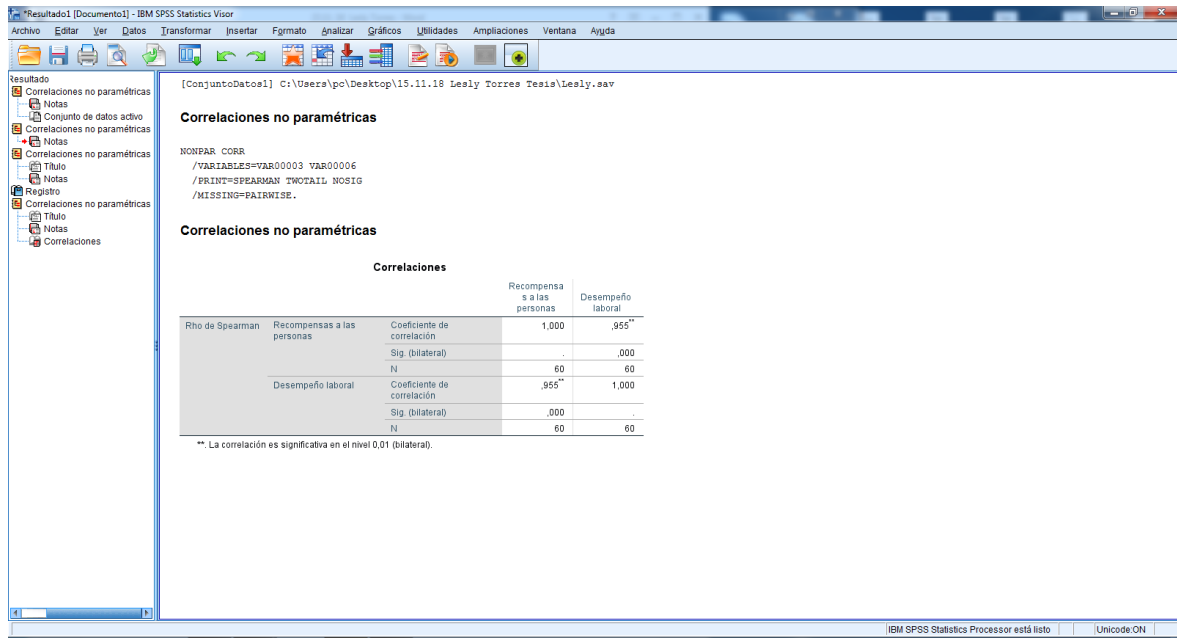 *Resultado1 [Documento1] - IBM SPSS Statistics Visor
Archivo Editar Ver Datos Transformar Insertar Formato Analizar Gráficos Utilidades Ampliaciones Ventana Ayuda
Resultado
Correlaciones no paramétricas
Notas
Conjunto de datos activo
Correlaciones no paramétricas
Notas
Correlaciones no paramétricas
Título
Notas
Registro
Correlaciones no paramétricas
Título
Notas
Correlaciones
[ConjuntoDatos1] C:\Users\pc\Desktop\15.11.18 Lesly Torres Tesis\Lesly.sav
Correlaciones no paramétricas
NONPAR CORR
/VARIABLES=VAR00003 VAR00006
/PRINT=SPEARMAN TWOTAIL NOSIG
/MISSING=PAIRWISE.
Correlaciones no paramétricas
Correlaciones
Recompensa
s a las
personas
Desempeño
laboral
Rho de Spearman Recompensas a las
personas
Coeficiente de
correlación
1,000 ,955**
Sig. (bilateral) . ,000
N 60 60
Desempeño laboral Coeficiente de
correlación
,955** 1,000
Sig. (bilateral) ,000 .
N 60 60
**. La correlación es significativa en el nivel 0,01 (bilateral).
IBM SPSS Statistics Processor está listo Unicode:ON